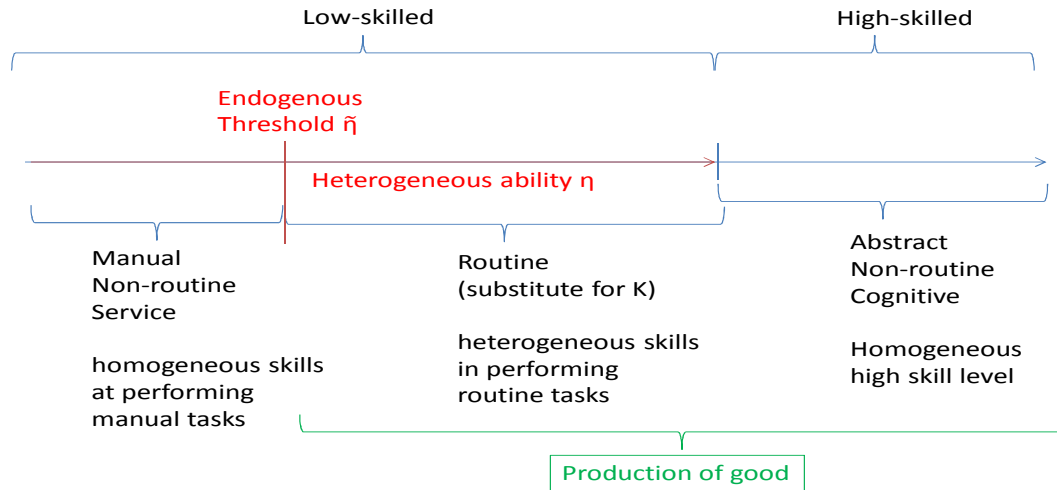 Low-skilled
High-skilled
Endogenous
Threshold η̃
Heterogeneous ability η
Manual
Non-routine
Service
homogeneous skills
at performing
manual tasks
Routine
(substitute for K)
heterogeneous skills
in performing
routine tasks
Abstract
Non-routine
Cognitive
Homogeneous
high skill level
Production of good